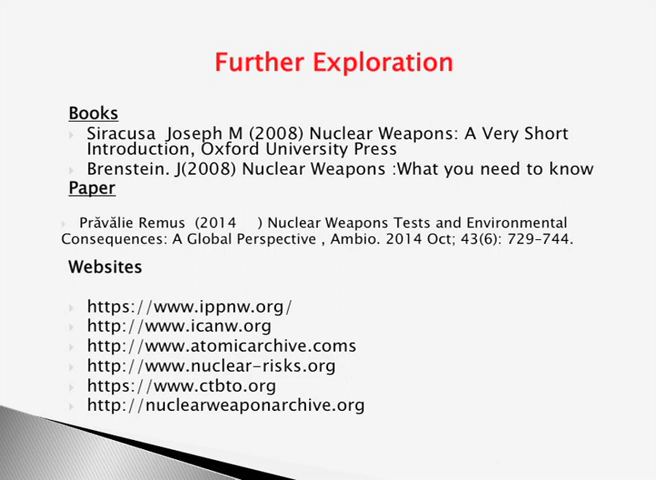 Further Exploration
Books
Siracusa Joseph M (2008) Nuclear Weapons: A Very Short
Introduction, Oxford University Press
Brenstein. J(2008) Nuclear Weapons :What you need to know
Paper
Prăvălie Remus (2014 ) Nuclear Weapons Tests and Environmental
Consequences: A Global Perspective , Ambio. 2014 Oct; 43(6): 729–744.
Websites
https://www.ippnw.org/
http://www.icanw.org
http://www.atomicarchive.coms
http://www.nuclear-risks.org
https://www.ctbto.org
http://nuclearweaponarchive.org